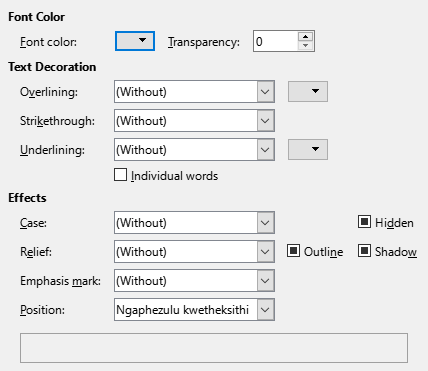 Font Color
Font color: Transparency: 0
Text Decoration
Overlining: (Without)
Strikethrough: (Without)
Underlining: (Without)
Individual words
Effects
Case: (Without) Hidden
Relief: (Without) Outline Shadow
Emphasis mark: (Without)
Position: Ngaphezulu kwetheksithi